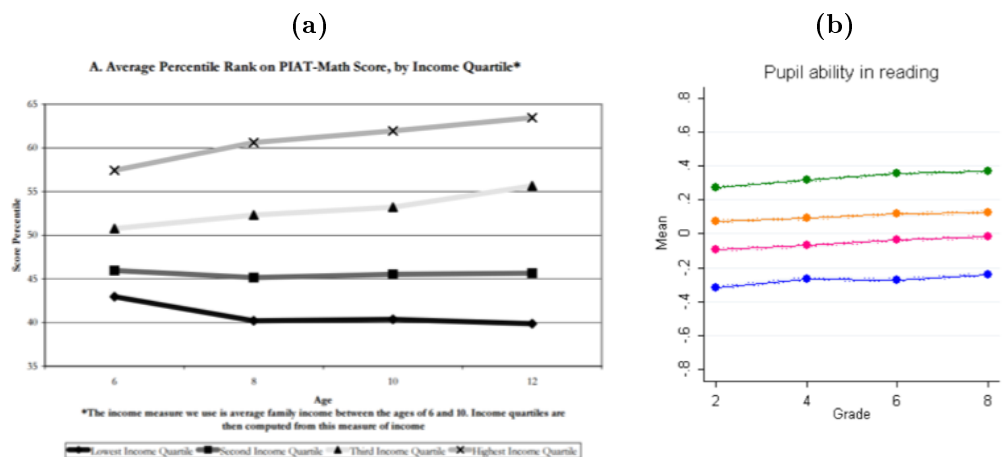 (a)
A. Average Percentile Rank on PIAT-Math Score, by Income Quartile*
Score Percentile
65
60
55
50
45
40
35
6 8 10 12
Age
*The income measure we use is average family income between the ages of 6 and 10. Income quartiles are
then computed from this measure of income
Lowest Income Quartile Second Income Quartile Third Income Quartile Highest Income Quartile
(b)
Pupil ability in reading
Mean
.8
.6
.4
.2
0
-.2
-.4
-.6
-.8
2 4 6 8
Grade